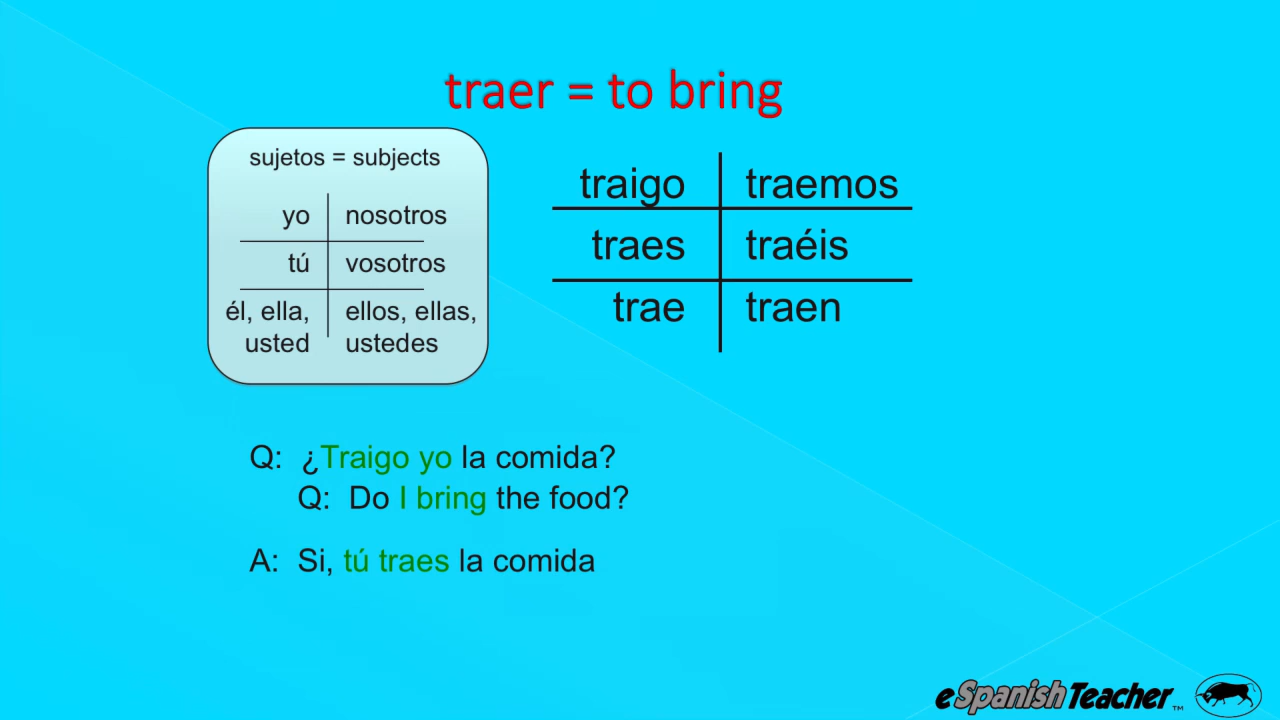 traer = to bring
sujetos = subjects
yo nosotros
tú vosotros
él, ella, ellos, ellas,
usted ustedes
traigo traemos
traes traéis
trae traen
Q: ¿Traigo yo la comida?
Q: Do I bring the food?
A: Si, tú traes la comida
eSpanishTeacher™